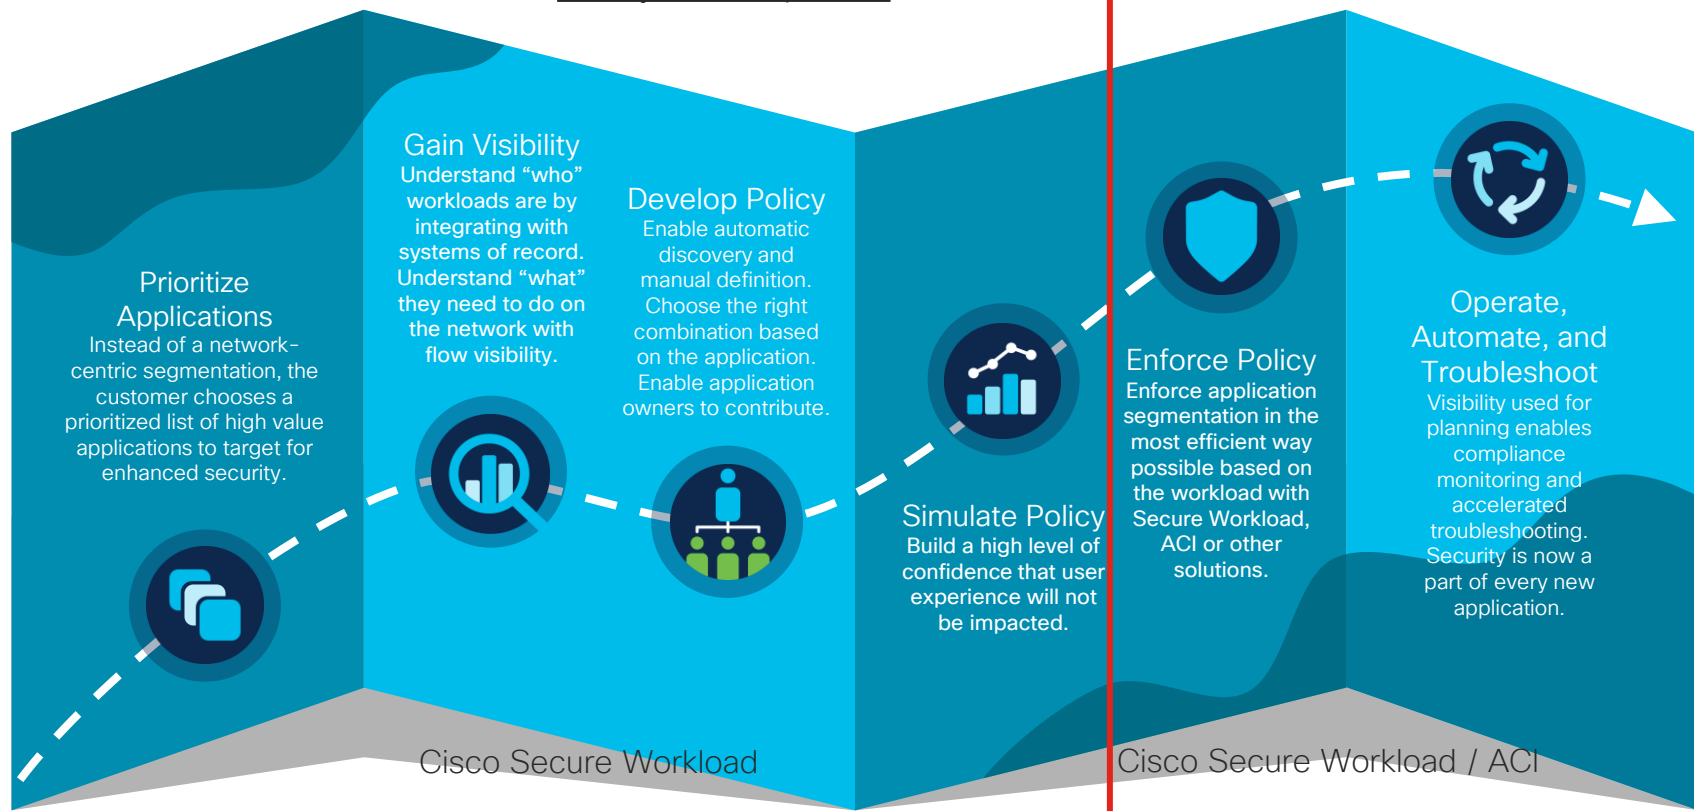 Prioritize
Applications
Instead of a network-
centric segmentation, the
customer chooses a
prioritized list of high value
applications to target for
enhanced security.
Gain Visibility
Understand “who”
workloads are by
integrating with
systems of record.
Understand “what”
they need to do on
the network with
flow visibility.
Develop Policy
Enable automatic
discovery and
manual definition.
Choose the right
combination based
on the application.
Enable application
owners to contribute.
Simulate Policy
Build a high level of
confidence that user
experience will not
be impacted.
Enforce Policy
Enforce application
segmentation in the
most efficient way
possible based on
the workload with
Secure Workload,
ACI or other
solutions.
Operate,
Automate, and
Troubleshoot
Visibility used for
planning enables
compliance
monitoring and
accelerated
troubleshooting.
Security is now a
part of every new
application.
Cisco Secure Workload
Cisco Secure Workload / ACI